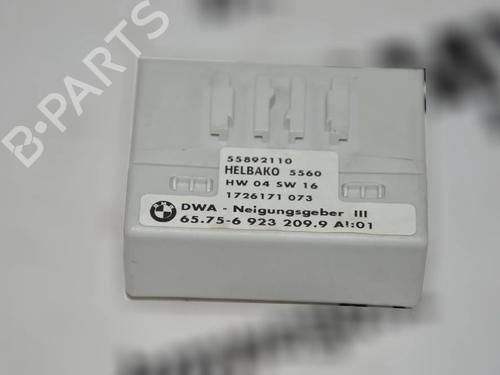 B-PARTS
55892110
HELBAKO 5560
HW 04 SW 16
1726171 073
DWA - Neigungsgeber III
65.75-6 923 209.9 AI:01